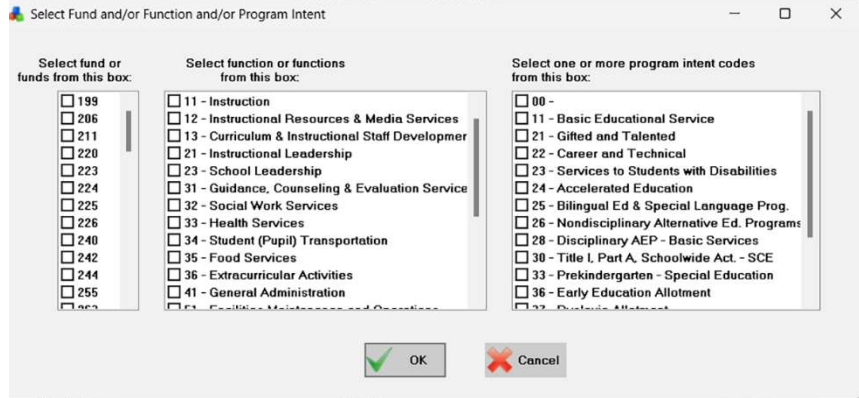 Select Fund and/or Function and/or Program Intent
Select fund or
funds from this box:
199
206
211
220
223
224
225
226
240
242
244
255
Select function or functions
from this box:
11 - Instruction
12 - Instructional Resources & Media Services
13 - Curriculum & Instructional Staff Developmer
21 - Instructional Leadership
23 - School Leadership
31 - Guidance, Counseling & Evaluation Service
32 - Social Work Services
33 - Health Services
34 - Student (Pupil) Transportation
35 - Food Services
36 - Extracurricular Activities
41 - General Administration
Select one or more program intent codes
from this box:
00 -
11 - Basic Educational Service
21 - Gifted and Talented
22 - Career and Technical
23 - Services to Students with Disabilities
24 - Accelerated Education
25 - Bilingual Ed & Special Language Prog.
26 - Nondisciplinary Alternative Ed. Programs
28 - Disciplinary AEP - Basic Services
30 - Title I, Part A, Schoolwide Act. - SCE
33 - Prekindergarten - Special Education
36 - Early Education Allotment
OK
Cancel